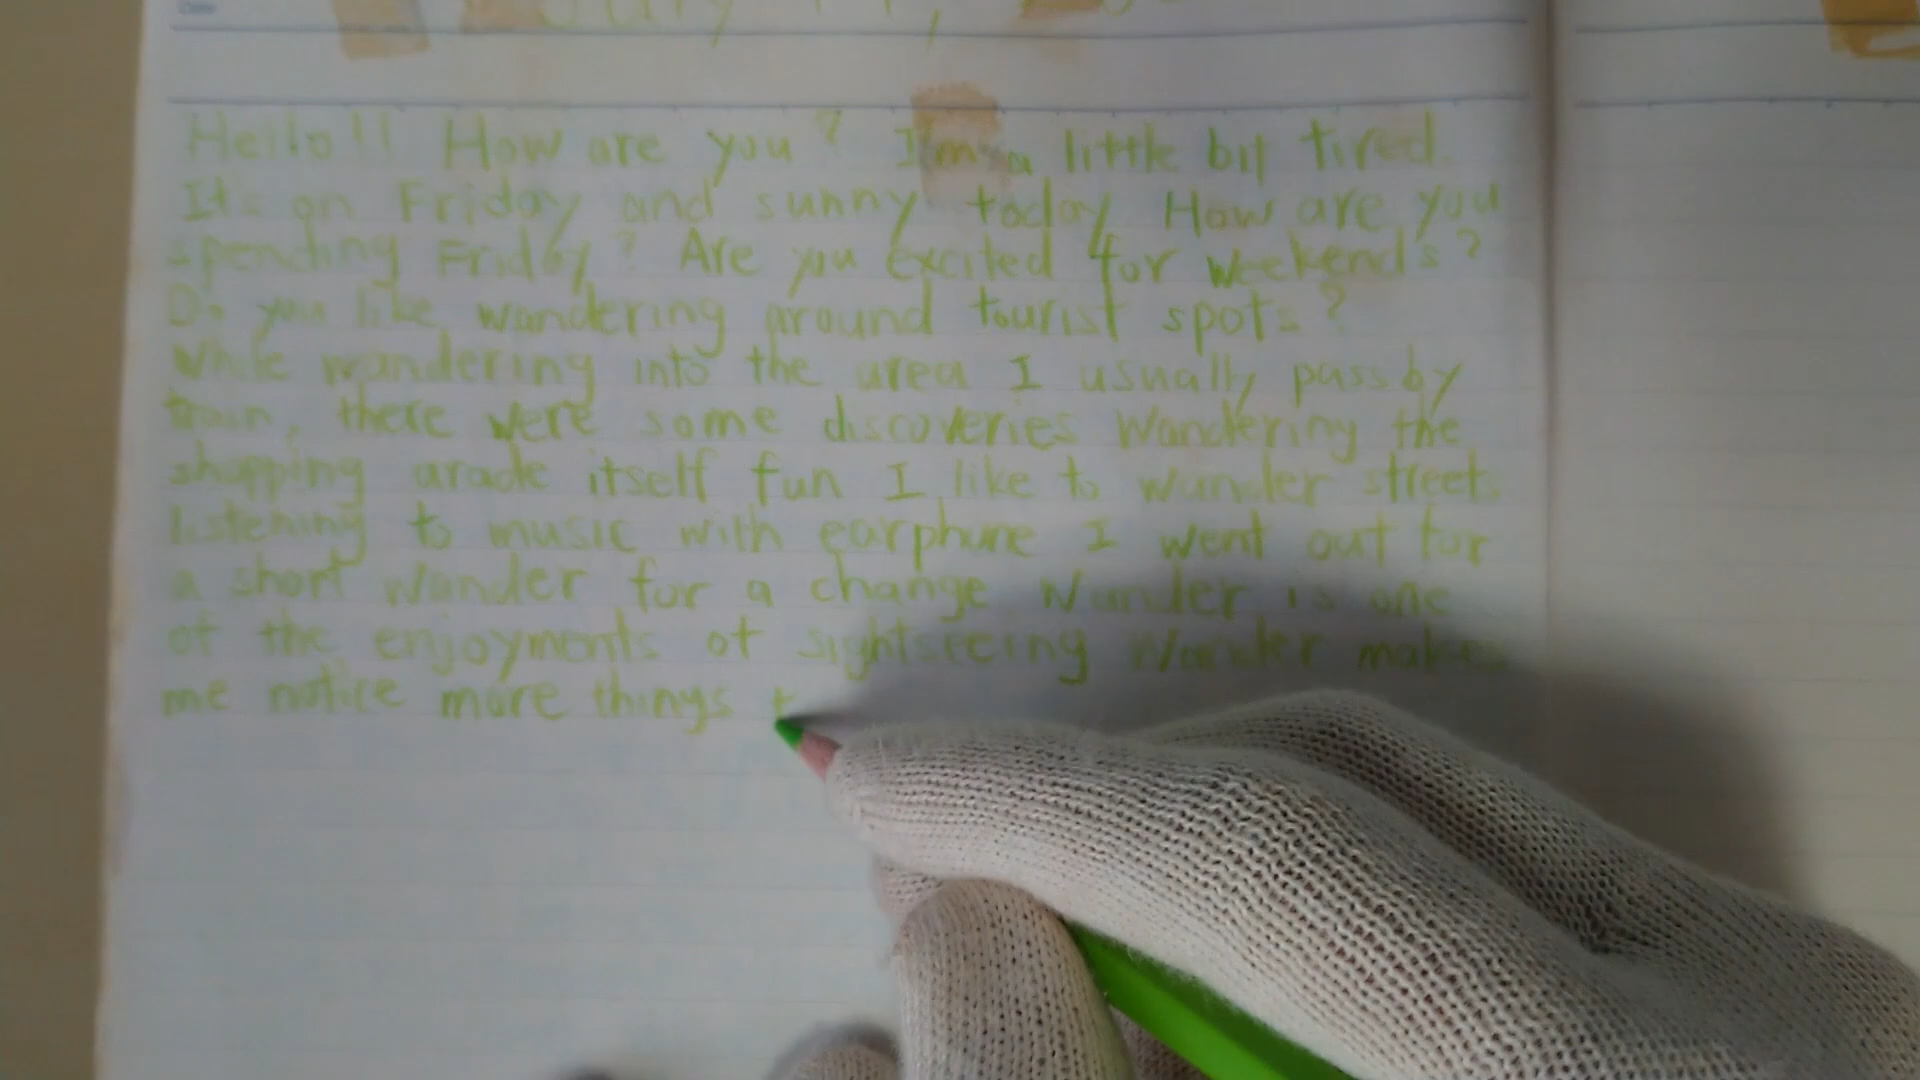 Date
Hello!! How are you? I'm a little bit tired.
It's on Friday and sunny today. How are you
spending Friday? Are you excited for weekends?
Do you like wandering around tourist spots?
While wandering into the area I usually pass by
train, there were some discoveries. Wandering the
shopping arade itself fun. I like to wander streets
listening to music with earphone. I went out for
a short wander for a change. Wander is one
of the enjoyments of sightseeing. Wander makes
me notice more things t